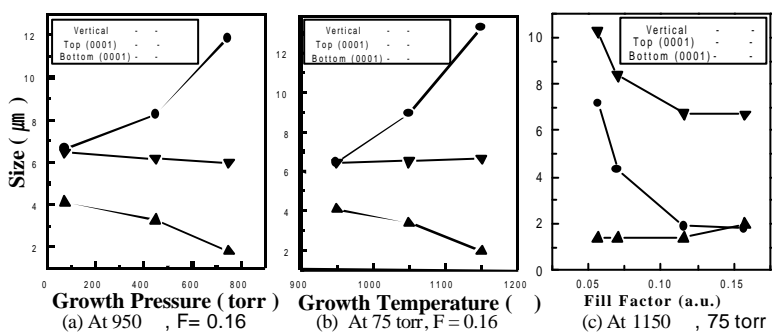 Size ( ㎛ )
12
10
8
6
4
2
Vertical - -
Top (0001) - -
Bottom (0001) - -
0 200 400 600 800
Growth Pressure ( torr)
(a) At 950 , F= 0.16
12
10
8
6
4
2
Vertical - -
Top (0001) - -
Bottom (0001) - -
900 1000 1100 1200
Growth Temperature ( )
(b) At 75 torr, F = 0.16
10
8
6
4
2
0
Vertical - -
Top (0001) - -
Bottom (0001) - -
0.05 0.10 0.15
Fill Factor (a.u.)
(c) At 1150 , 75 torr